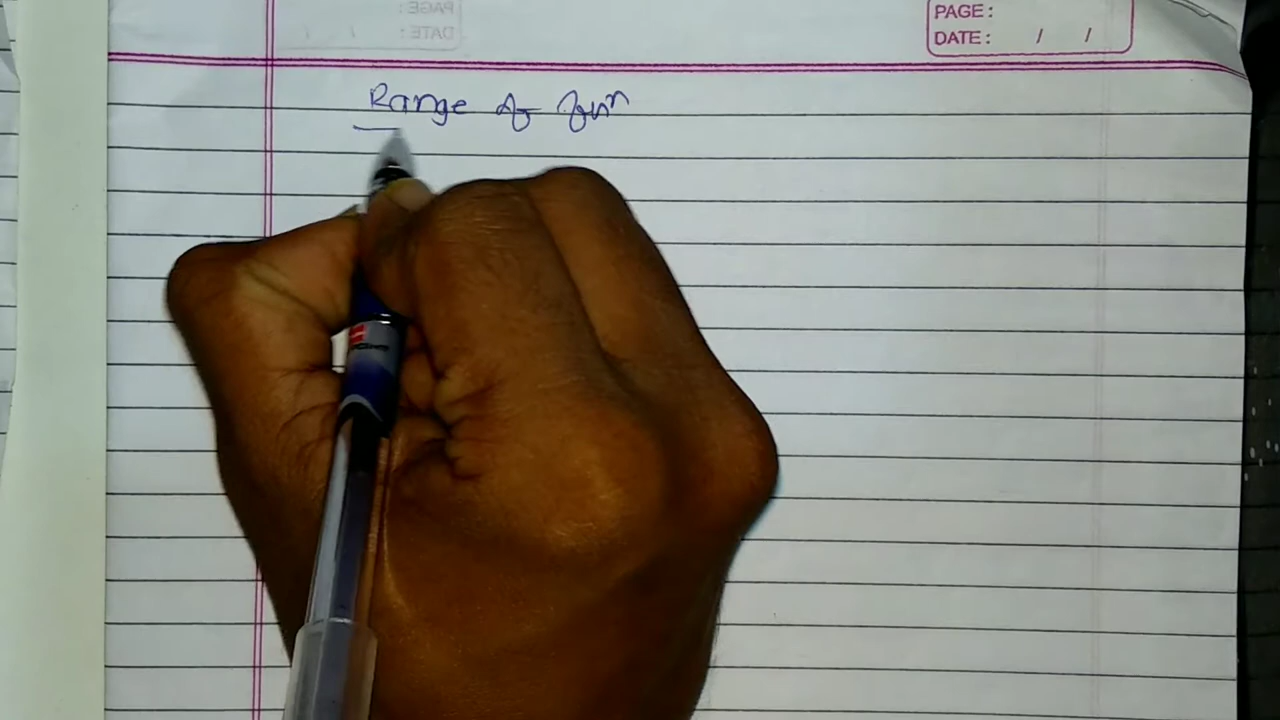 PAGE:
DATE: / /
Range of funⁿ